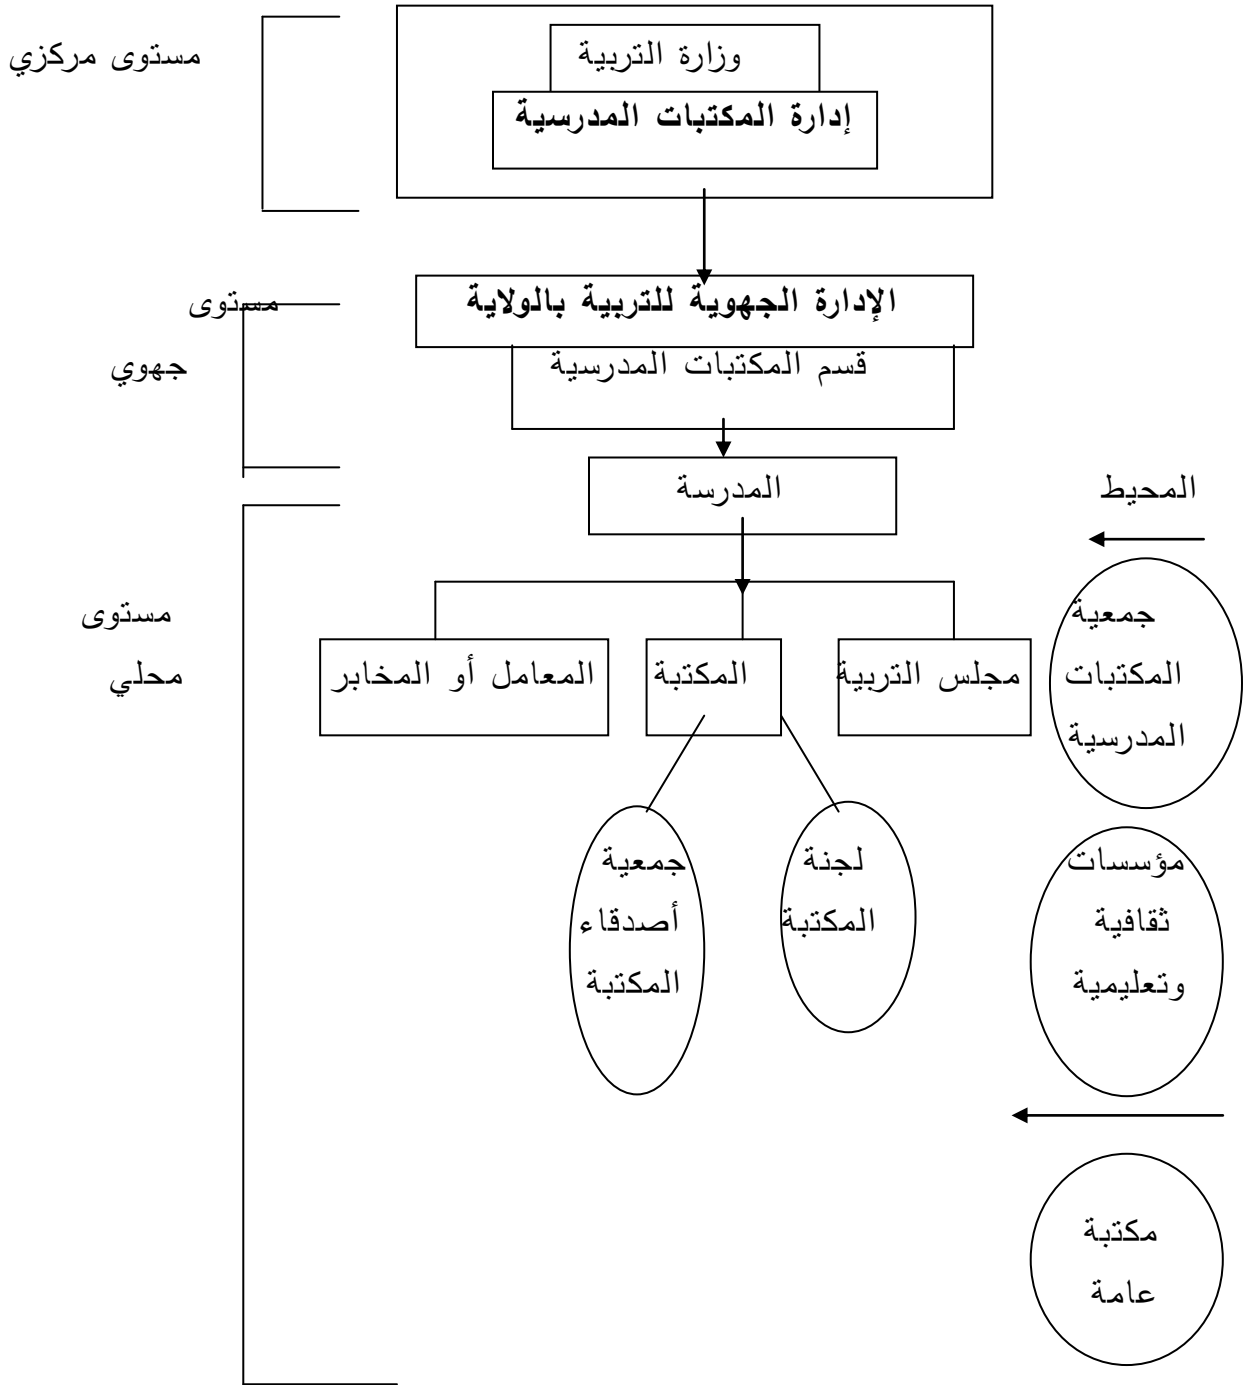 مستوى مركزي
وزارة التربية
إدارة المكتبات المدرسية
الإدارة الجهوية للتربية بالولاية
مستوى
جهوي
قسم المكتبات المدرسية
المدرسة
المحيط
مستوى
محلي
مجلس التربية
المكتبة
المعامل أو المخابر
جمعية
المكتبات
المدرسية
لجنة
المكتبة
جمعية
أصدقاء
المكتبة
مؤسسات
ثقافية
وتعليمية
مكتبة
عامة